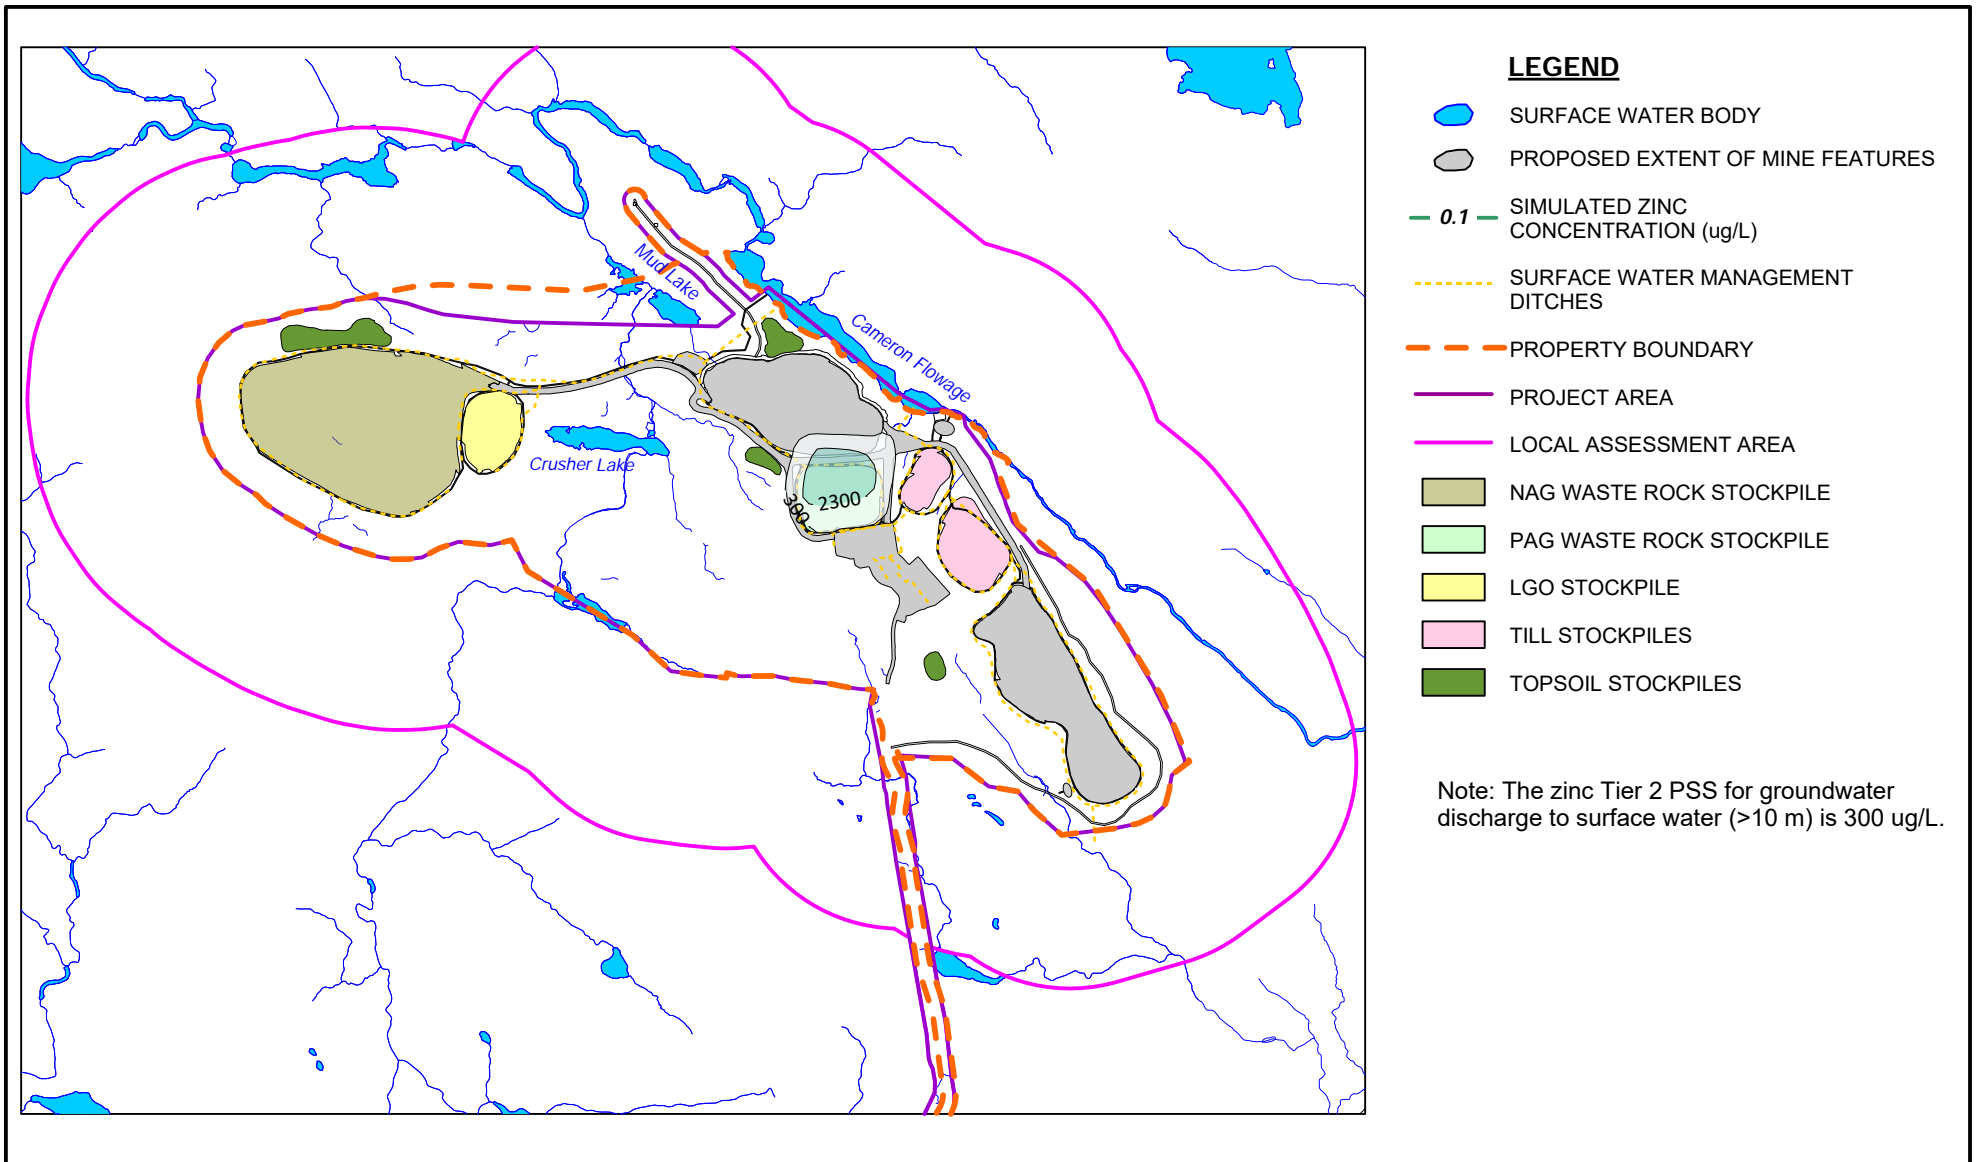 LEGEND
SURFACE WATER BODY
PROPOSED EXTENT OF MINE FEATURES
0.1
SIMULATED ZINC
CONCENTRATION (ug/L)
SURFACE WATER MANAGEMENT
DITCHES
PROPERTY BOUNDARY
PROJECT AREA
LOCAL ASSESSMENT AREA
NAG WASTE ROCK STOCKPILE
PAG WASTE ROCK STOCKPILE
LGO STOCKPILE
TILL STOCKPILES
TOPSOIL STOCKPILES
Note: The zinc Tier 2 PSS for groundwater
discharge to surface water (>10 m) is 300 ug/L.
Mud Lake
Cameron Flowage
Crusher Lake
300
2300